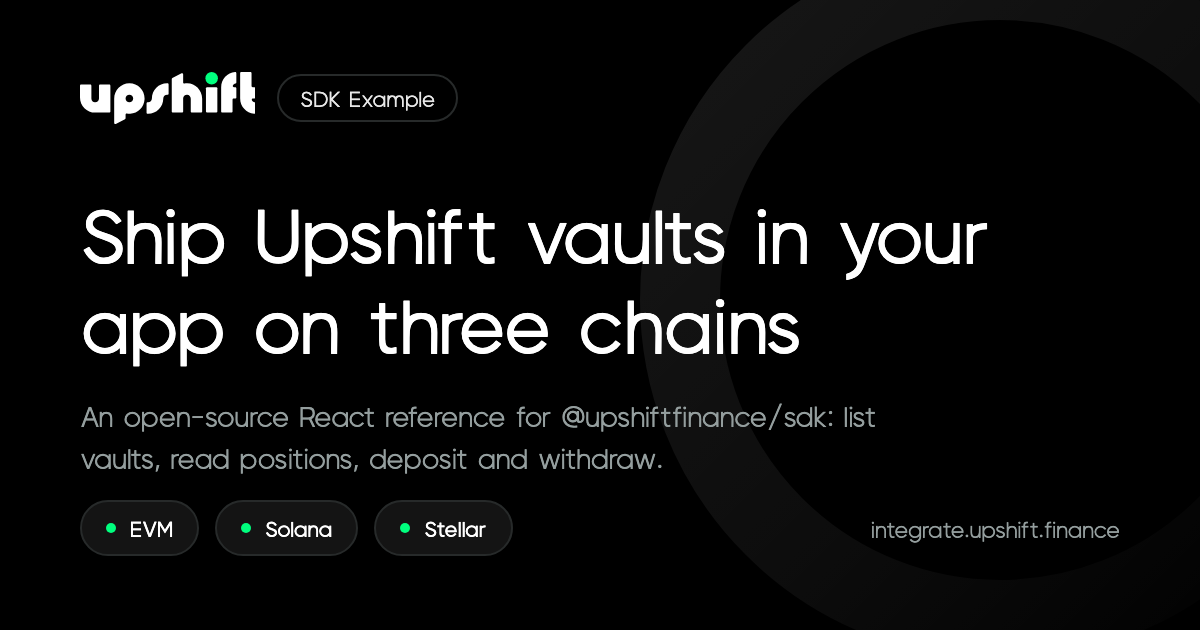 upshift
SDK Example
Ship Upshift vaults in your
app on three chains
An open-source React reference for @upshiftfinance/sdk: list
vaults, read positions, deposit and withdraw.
EVM
Solana
Stellar
integrate.upshift.finance